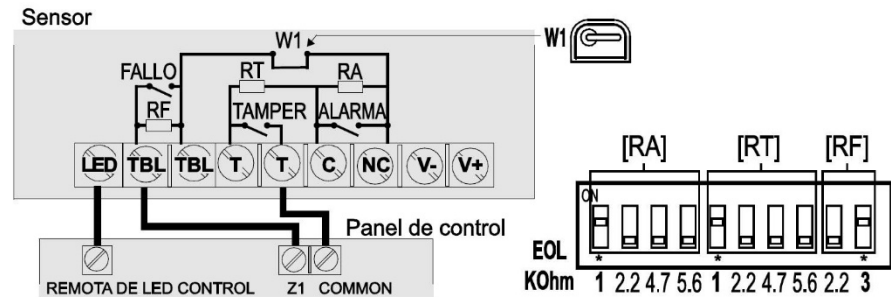 Sensor
W1
W1
FALLO
RT
RA
RF
TAMPER
ALARMA
LED TBL TBL T T C NC V- V+
Panel de control
REMOTA DE LED CONTROL Z1 COMMON
[RA] [RT] [RF]
ON
EOL
* * *
KOhm 1 2.2 4.7 5.6 1 2.2 4.7 5.6 2.2 3